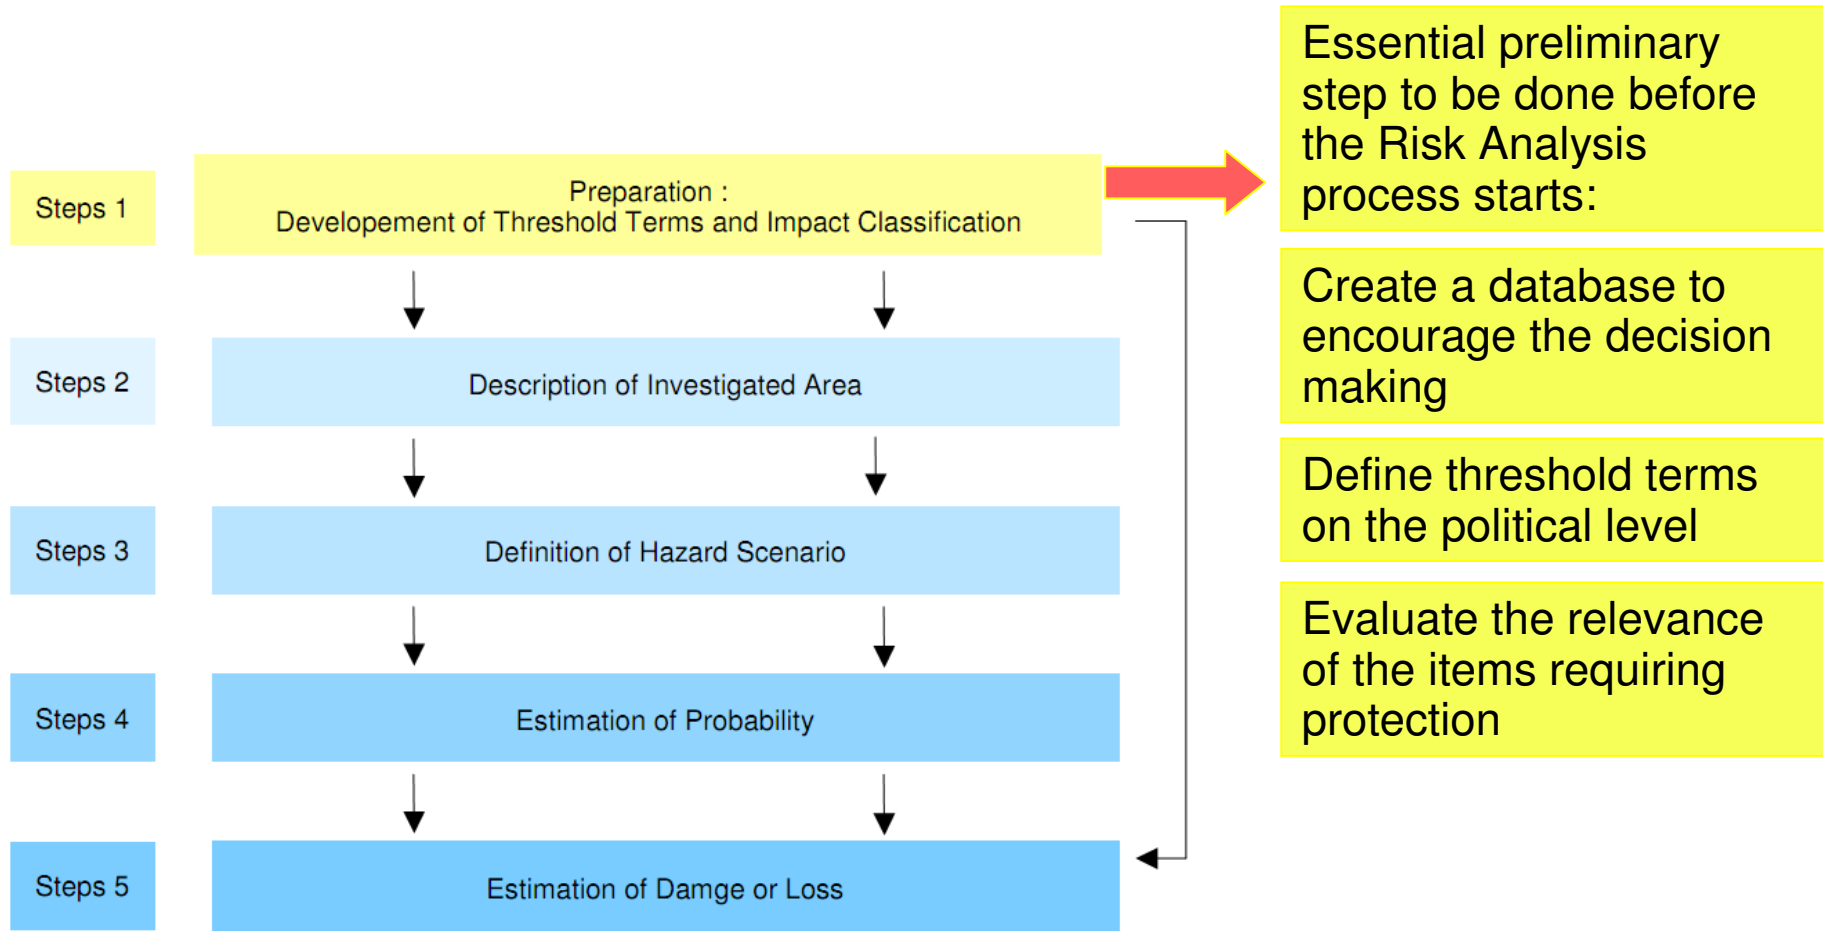 Steps 1
Preparation :
Developement of Threshold Terms and Impact Classification
Steps 2
Description of Investigated Area
Steps 3
Definition of Hazard Scenario
Steps 4
Estimation of Probability
Steps 5
Estimation of Damge or Loss
Essential preliminary
step to be done before
the Risk Analysis
process starts:
Create a database to
encourage the decision
making
Define threshold terms
on the political level
Evaluate the relevance
of the items requiring
protection